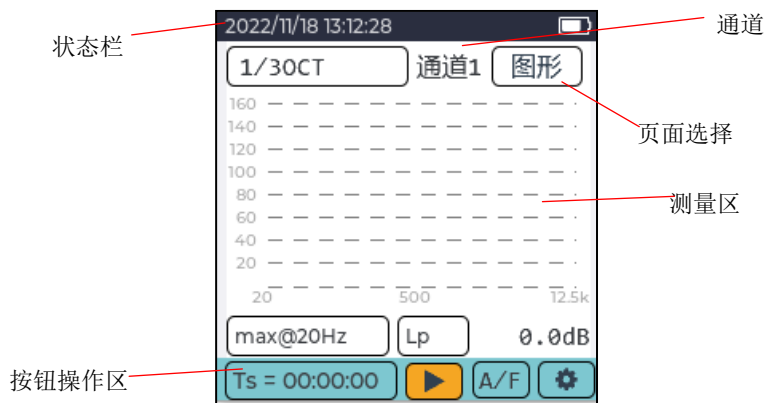 2022/11/18 13:12:28
通道
状态栏
1/3OCT 通道1 图形
160
140
页面选择
120
100
80
测量区
60
40
20
20 500 12.5k
max@20Hz Lp 0.0dB
按钮操作区
Ts = 00:00:00 A/F